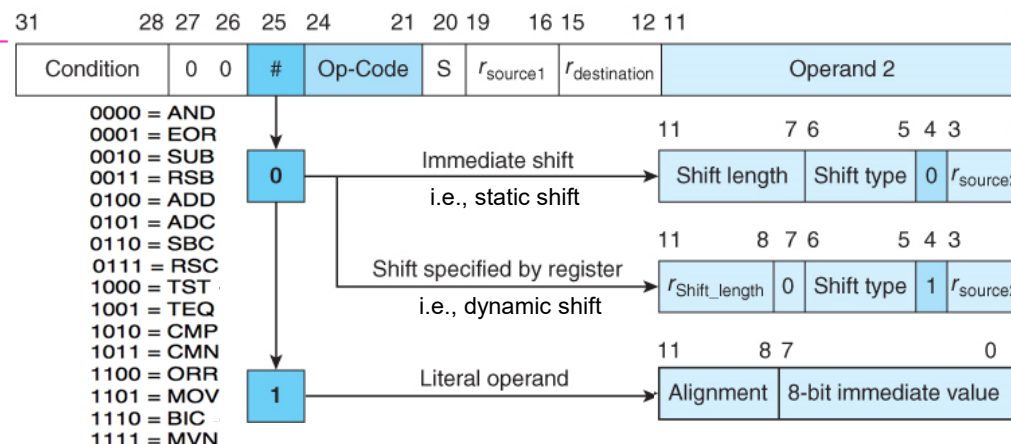 31 28 27 26 25 24 21 20 19 16 15 12 11
Condition 0 0 # Op-Code S rsource1 rdestination Operand 2
0000 = AND
0001 = EOR
0010 = SUB
0011 = RSB
0100 = ADD
0101 = ADC
0110 = SBC
0111 = RSC
1000 = TST
1001 = TEQ
1010 = CMP
1011 = CMN
1100 = ORR
1101 = MOV
1110 = BIC
1111 = MVN
0
Immediate shift
i.e., static shift
11 7 6 5 4 3
Shift length Shift type 0 rsource2
Shift specified by register
i.e., dynamic shift
11 8 7 6 5 4 3
rShift_length 0 Shift type 1 rsource2
1
Literal operand
11 8 7 0
Alignment 8-bit immediate value